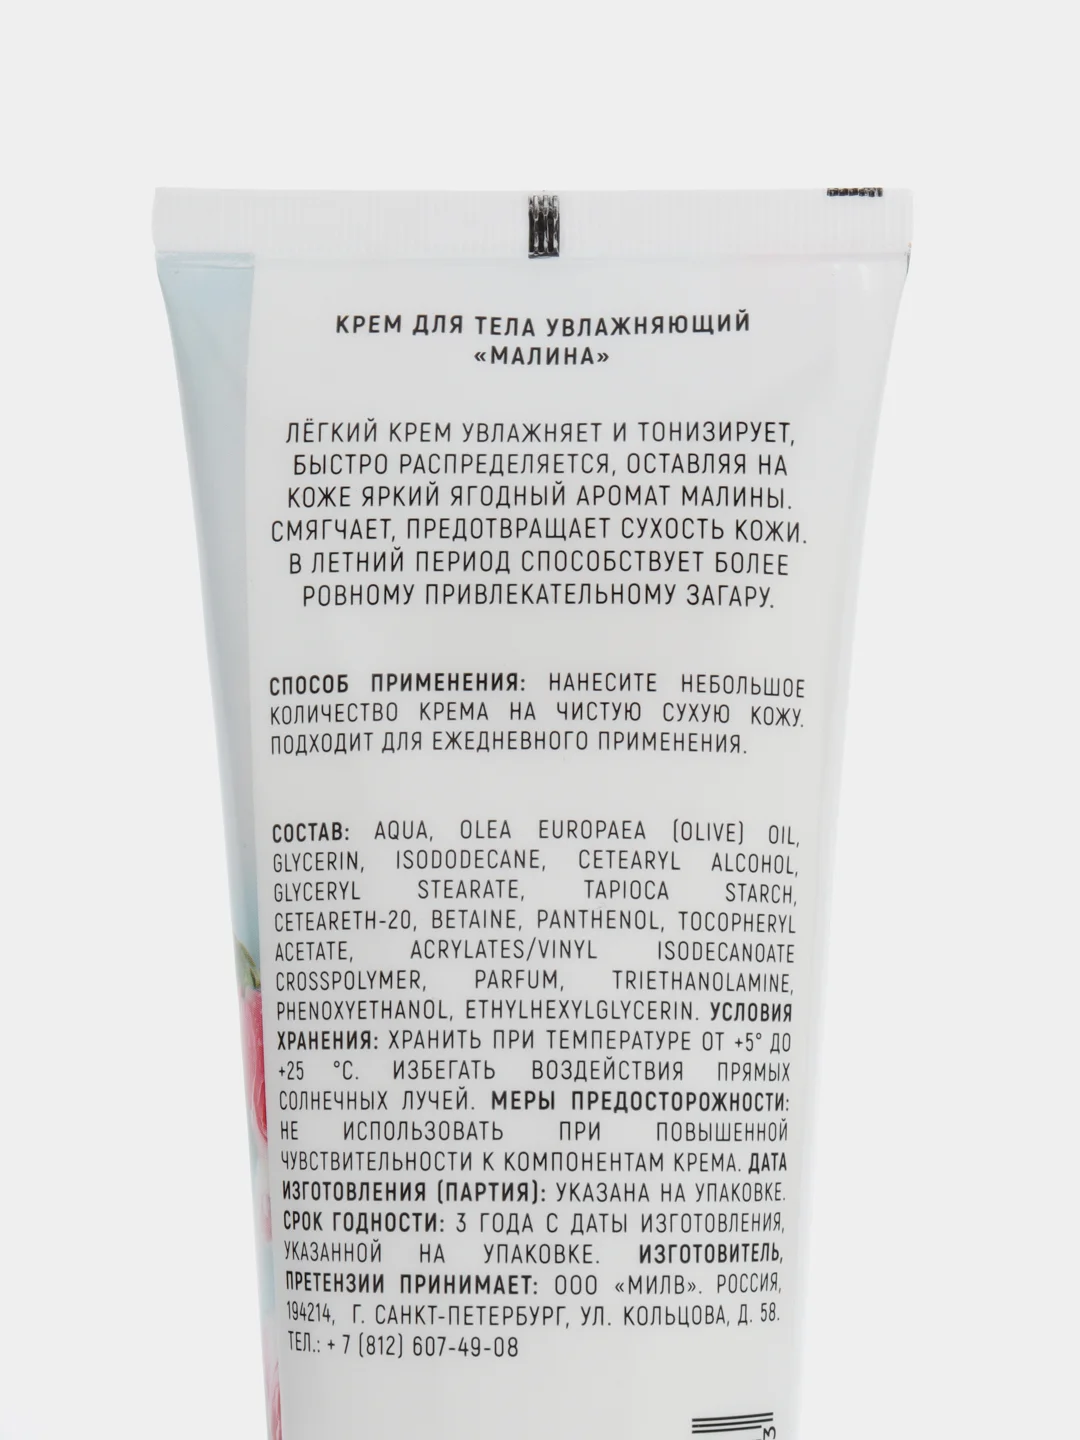 КРЕМ ДЛЯ ТЕЛА УВЛАЖНЯЮЩИЙ
«МАЛИНА»
ЛЁГКИЙ КРЕМ УВЛАЖНЯЕТ И ТОНИЗИРУЕТ,
БЫСТРО РАСПРЕДЕЛЯЕТСЯ, ОСТАВЛЯЯ НА
КОЖЕ ЯРКИЙ ЯГОДНЫЙ АРОМАТ МАЛИНЫ.
СМЯГЧАЕТ, ПРЕДОТВРАЩАЕТ СУХОСТЬ КОЖИ.
В ЛЕТНИЙ ПЕРИОД СПОСОБСТВУЕТ БОЛЕЕ
РОВНОМУ ПРИВЛЕКАТЕЛЬНОМУ ЗАГАРУ.
СПОСОБ ПРИМЕНЕНИЯ: НАНЕСИТЕ НЕБОЛЬШОЕ
КОЛИЧЕСТВО КРЕМА НА ЧИСТУЮ СУХУЮ КОЖУ.
ПОДХОДИТ ДЛЯ ЕЖЕДНЕВНОГО ПРИМЕНЕНИЯ.
СОСТАВ: AQUA, OLEA EUROPAEA (OLIVE) OIL,
GLYCERIN, ISODODECANE, CETEARYL ALCOHOL,
GLYCERYL STEARATE, TAPIOCA STARCH,
CETEARETH-20, BETAINE, PANTHENOL, TOCOPHERYL
ACETATE, ACRYLATES/VINYL ISODECANOATE
CROSSPOLYMER, PARFUM, TRIETHANOLAMINE,
PHENOXYETHANOL, ETHYLHEXYLGLYCERIN. УСЛОВИЯ
ХРАНЕНИЯ: ХРАНИТЬ ПРИ ТЕМПЕРАТУРЕ ОТ +5° ДО
+25 °C. ИЗБЕГАТЬ ВОЗДЕЙСТВИЯ ПРЯМЫХ
СОЛНЕЧНЫХ ЛУЧЕЙ. МЕРЫ ПРЕДОСТОРОЖНОСТИ:
НЕ ИСПОЛЬЗОВАТЬ ПРИ ПОВЫШЕННОЙ
ЧУВСТВИТЕЛЬНОСТИ К КОМПОНЕНТАМ КРЕМА. ДАТА
ИЗГОТОВЛЕНИЯ (ПАРТИЯ): УКАЗАНА НА УПАКОВКЕ.
СРОК ГОДНОСТИ: 3 ГОДА С ДАТЫ ИЗГОТОВЛЕНИЯ,
УКАЗАННОЙ НА УПАКОВКЕ. ИЗГОТОВИТЕЛЬ,
ПРЕТЕНЗИИ ПРИНИМАЕТ: ООО «МИЛВ». РОССИЯ,
194214, Г. САНКТ-ПЕТЕРБУРГ, УЛ. КОЛЬЦОВА, Д. 58.
ТЕЛ.: + 7 (812) 607-49-08
3